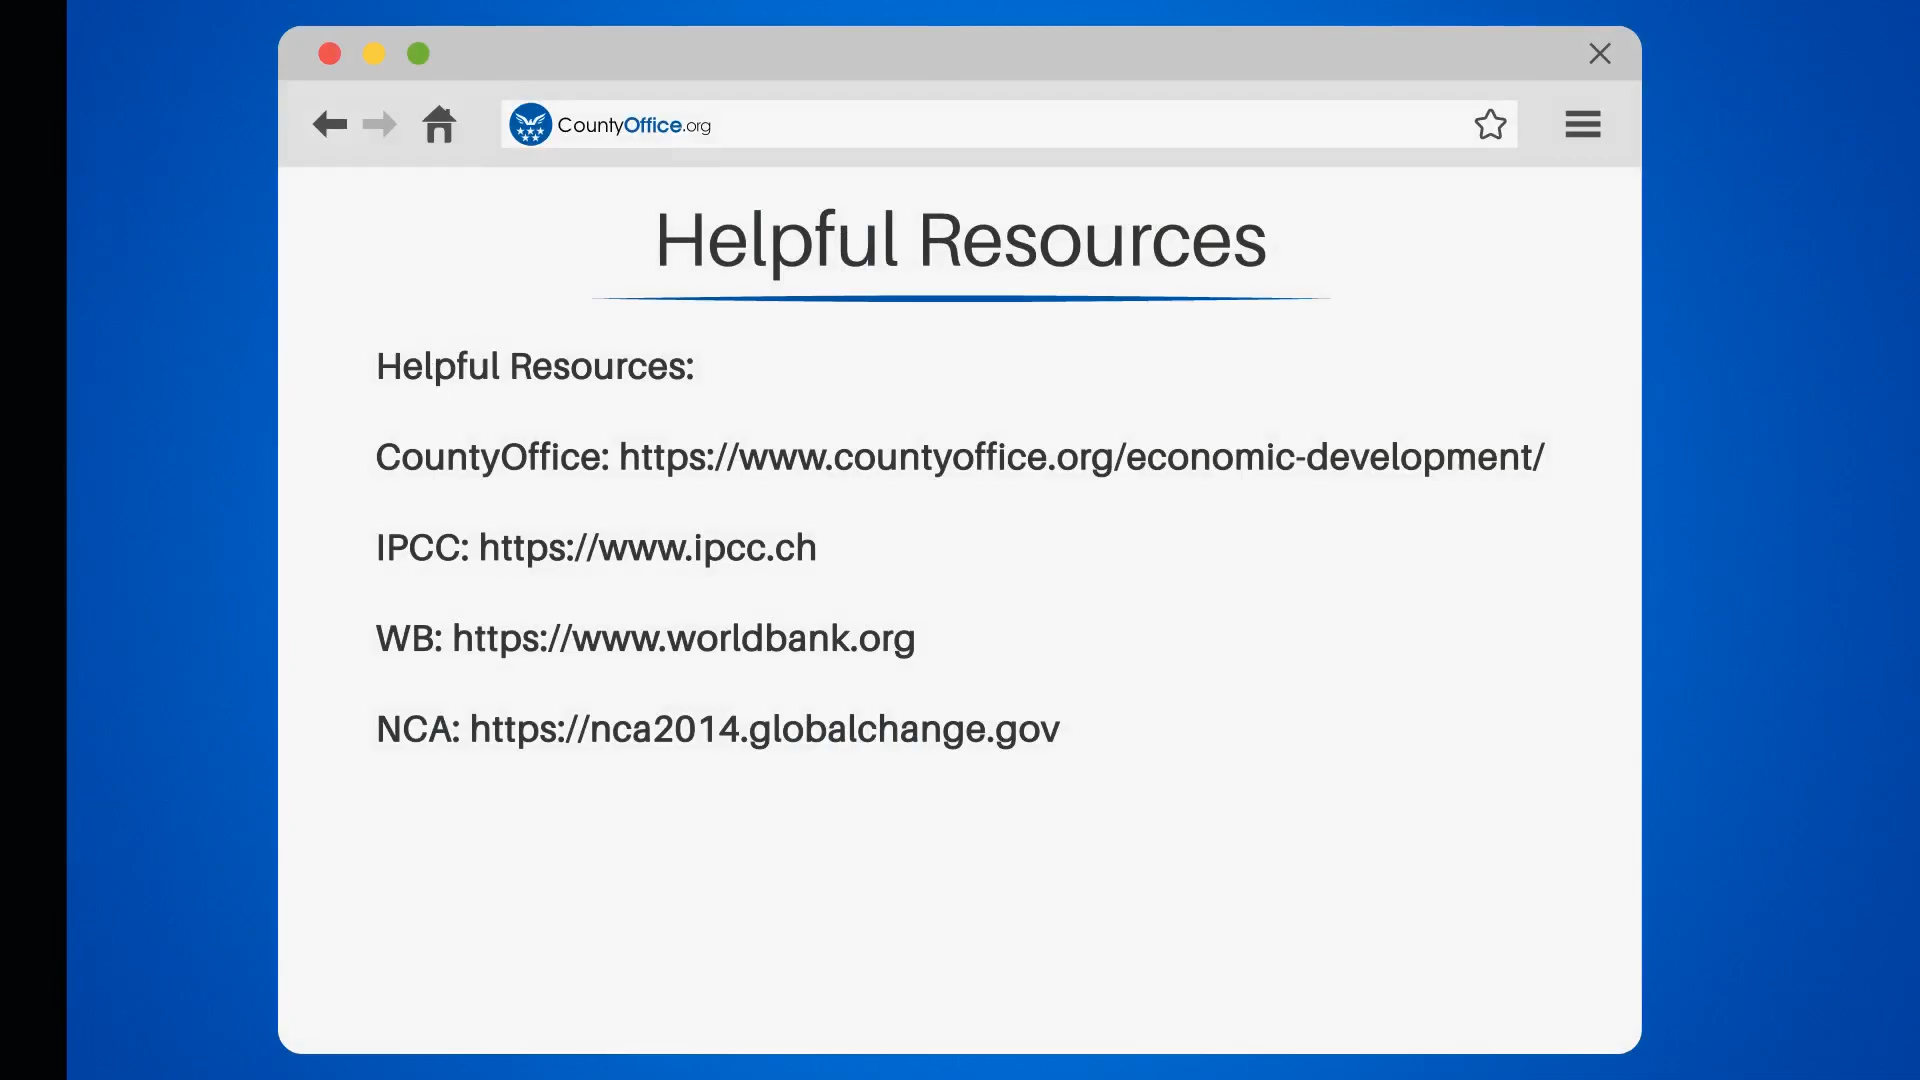 CountyOffice.org
Helpful Resources
Helpful Resources:
CountyOffice: https://www.countyoffice.org/economic-development/
IPCC: https://www.ipcc.ch
WB: https://www.worldbank.org
NCA: https://nca2014.globalchange.gov